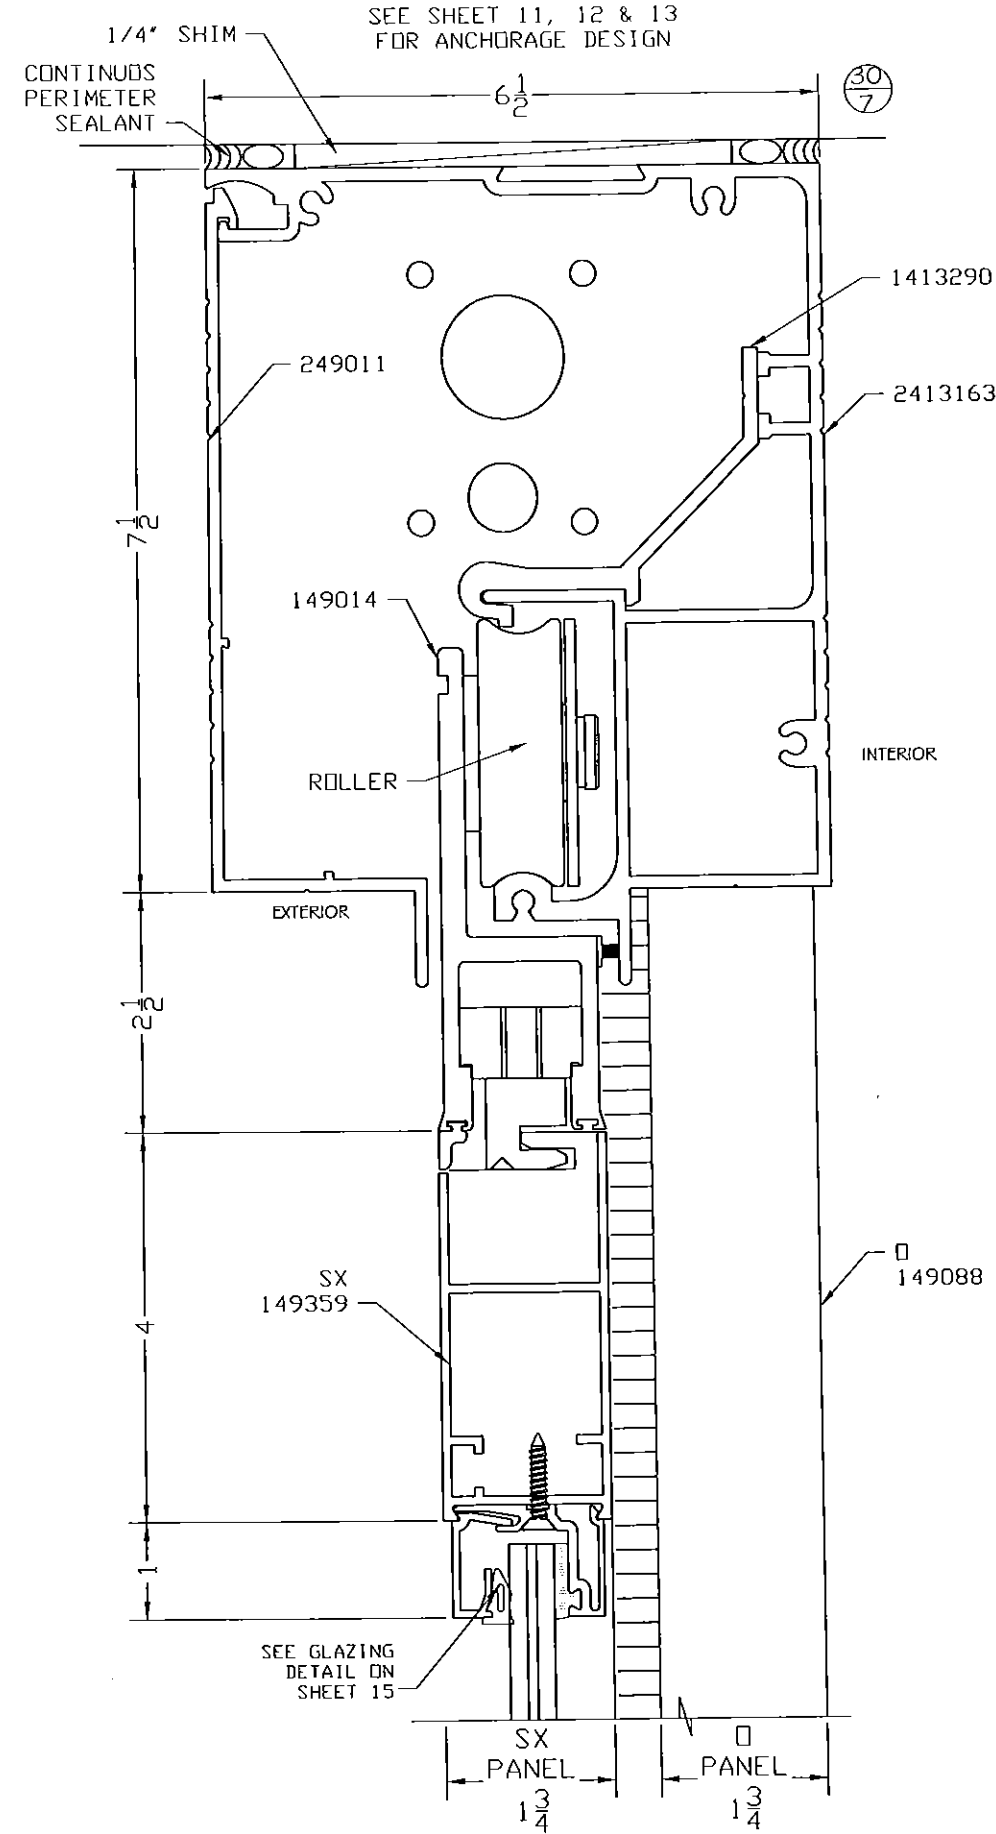 SEE SHEET 11, 12 & 13
FOR ANCHORAGE DESIGN
1/4" SHIM
CONTINUOS
PERIMETER
SEALANT
6 1/2
30
7
1413290
249011
2413163
7 1/2
149014
ROLLER
INTERIOR
EXTERIOR
2 1/2
O
149088
SX
149359
4
1
SEE GLAZING
DETAIL ON
SHEET 15
SX
PANEL
1 3/4
O
PANEL
1 3/4